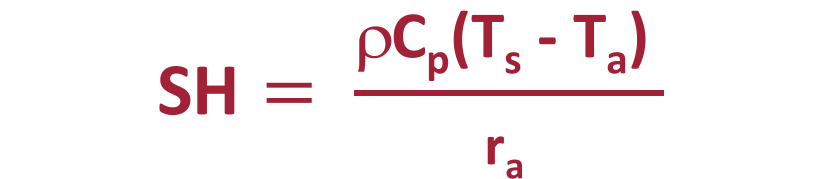 SH = ρCp(Ts - Ta)
ra